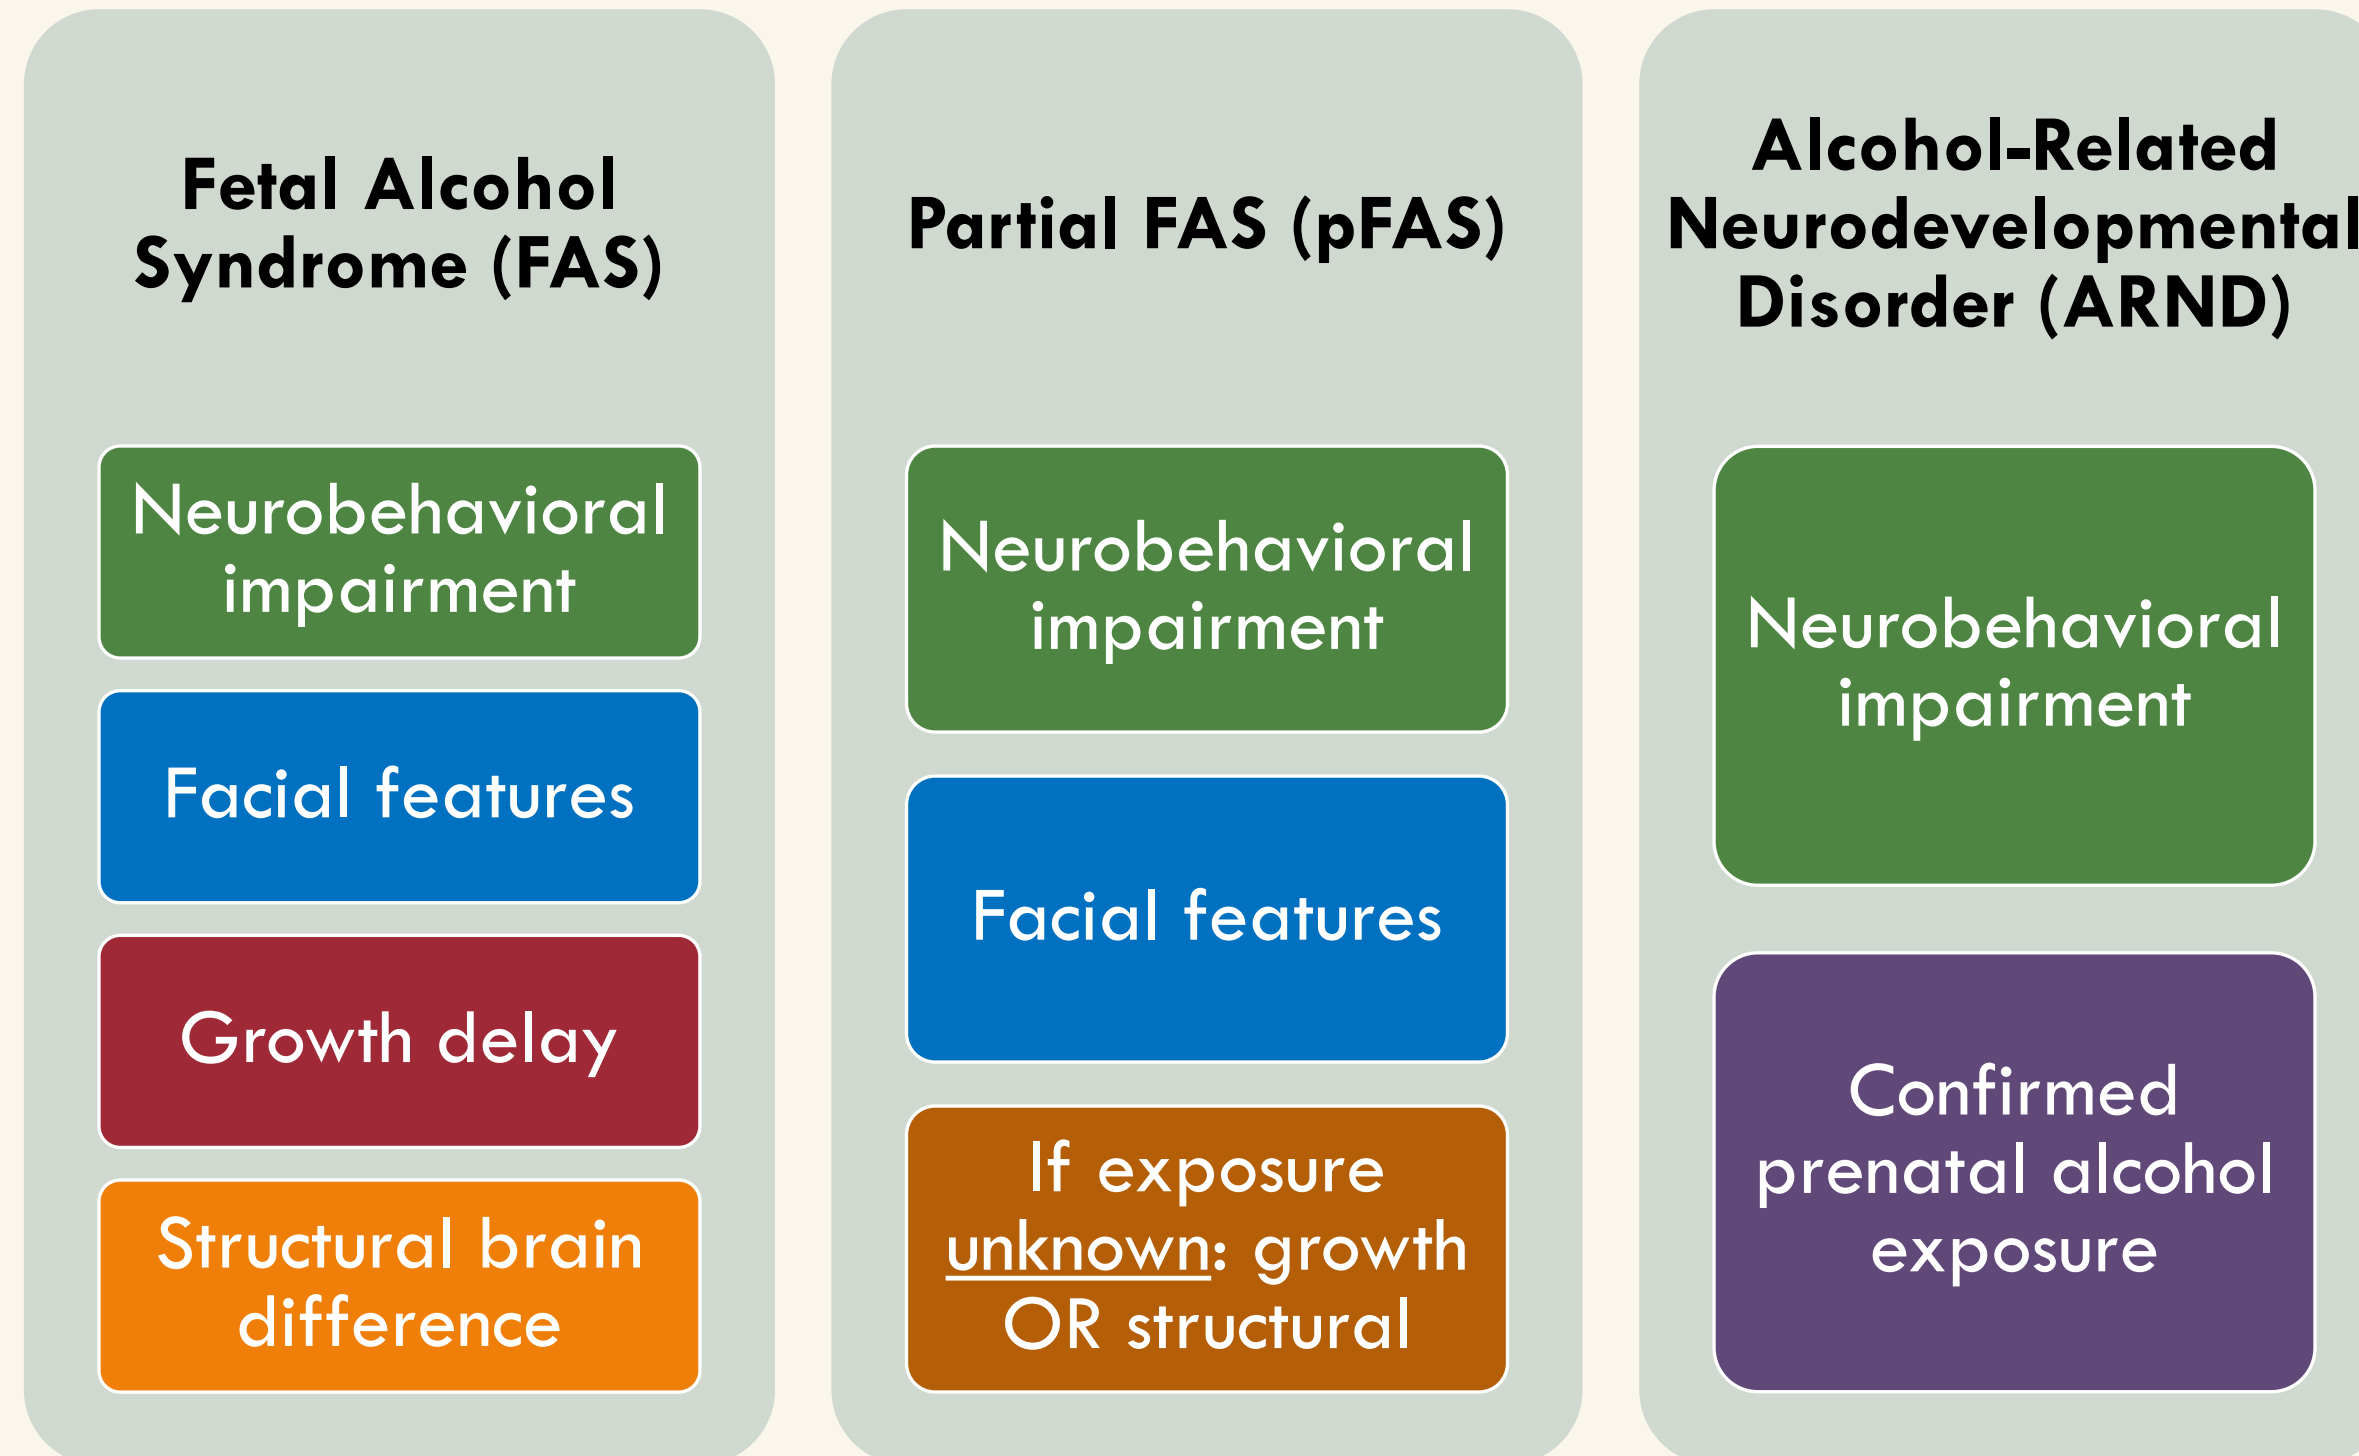 Fetal Alcohol
Syndrome (FAS)
Neurobehavioral
impairment
Facial features
Growth delay
Structural brain
difference
Partial FAS (pFAS)
Neurobehavioral
impairment
Facial features
If exposure
unknown: growth
OR structural
Alcohol-Related
Neurodevelopmental
Disorder (ARND)
Neurobehavioral
impairment
Confirmed
prenatal alcohol
exposure